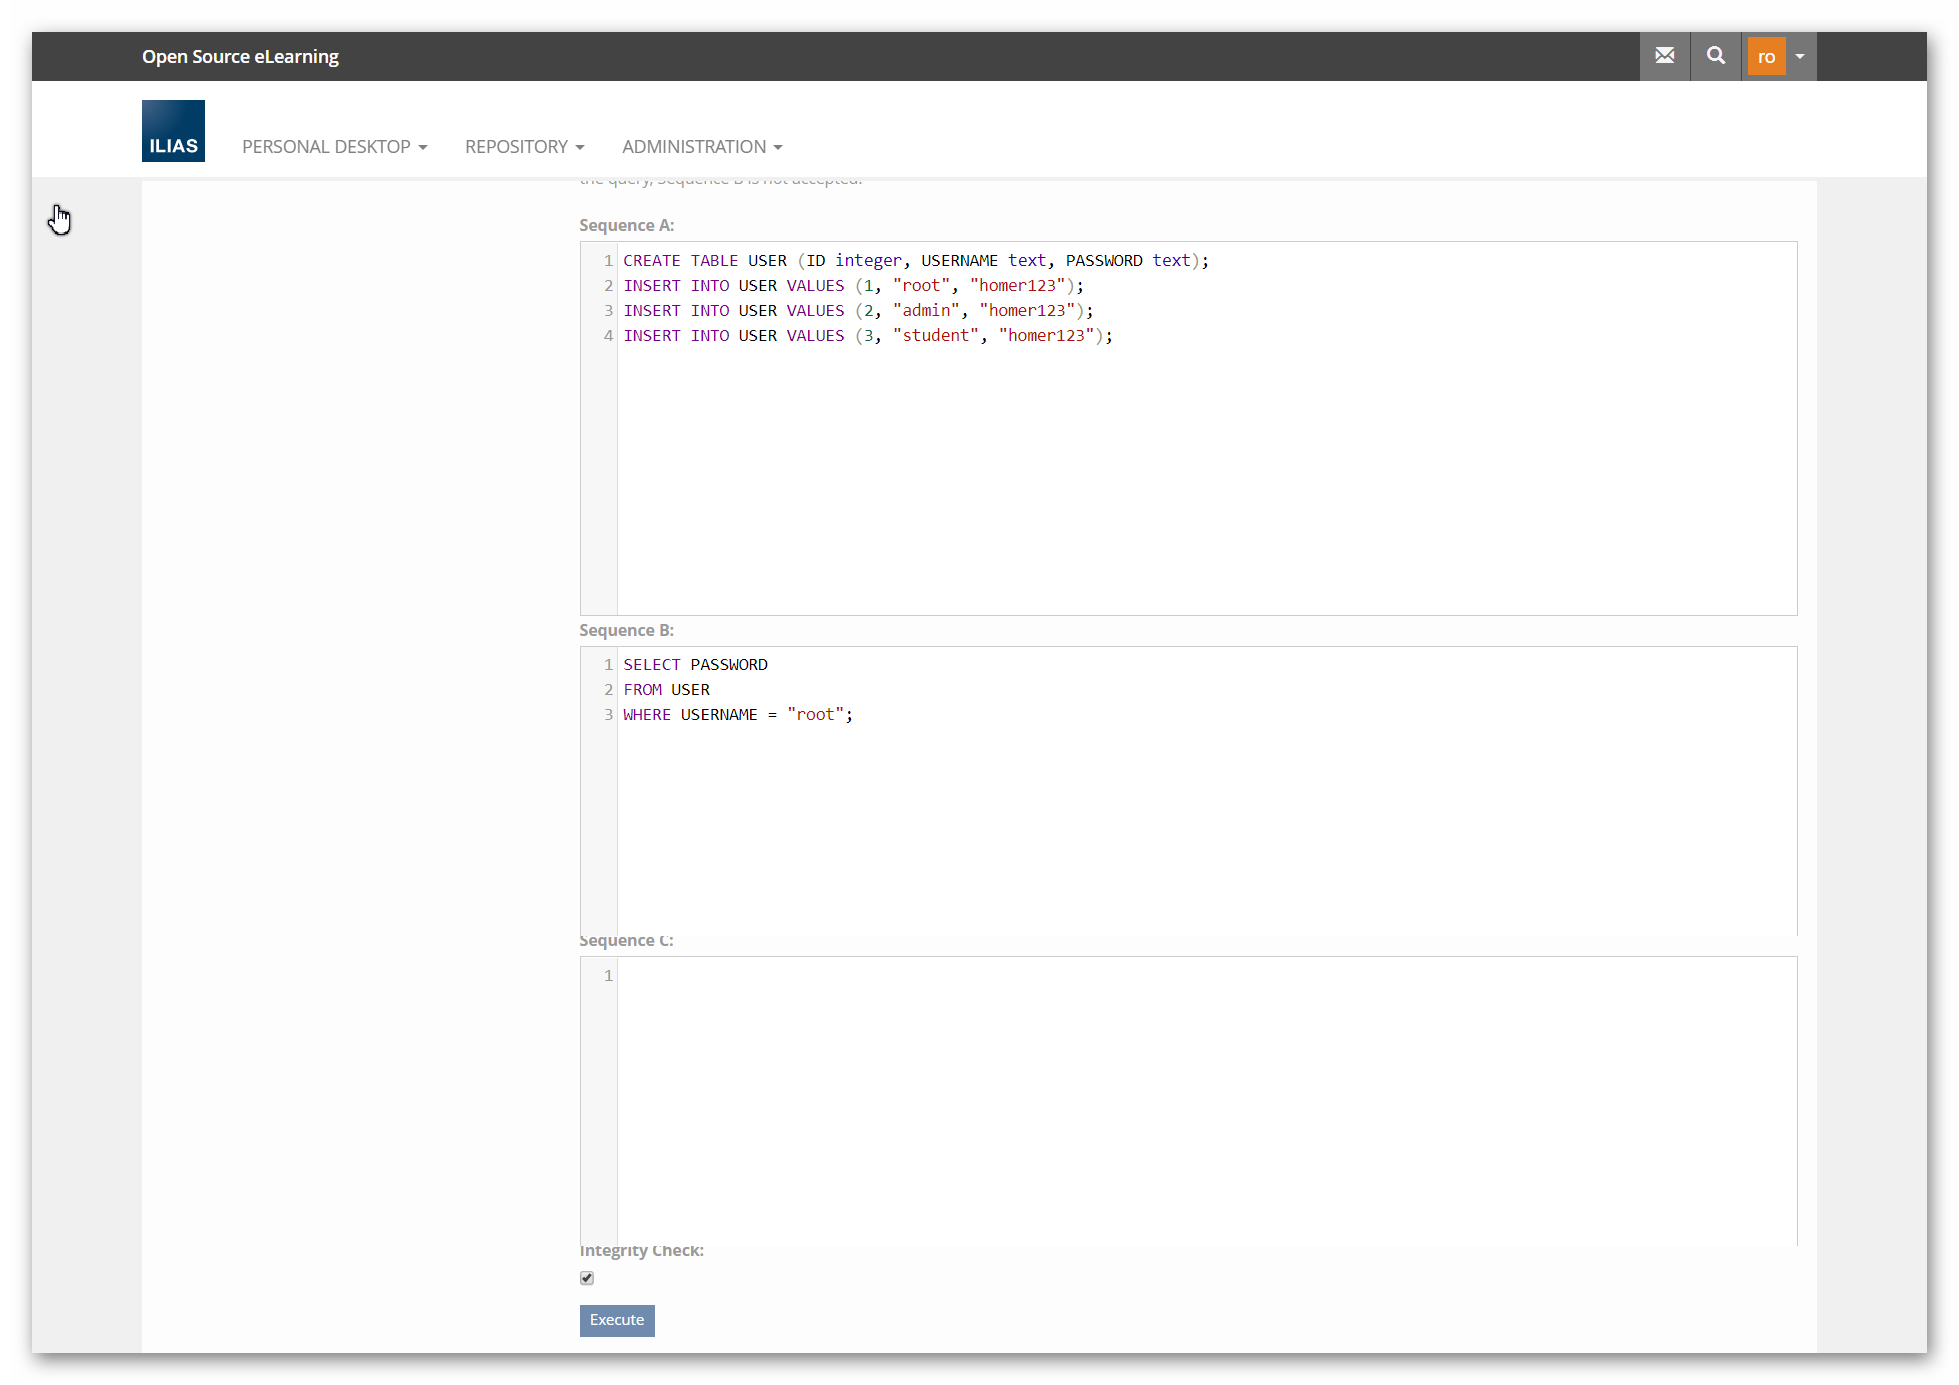 Open Source eLearning
ro
ILIAS
PERSONAL DESKTOP
REPOSITORY
ADMINISTRATION
the query, Sequence B is not accepted.
Sequence A:
1 CREATE TABLE USER (ID integer, USERNAME text, PASSWORD text);
2 INSERT INTO USER VALUES (1, "root", "homer123");
3 INSERT INTO USER VALUES (2, "admin", "homer123");
4 INSERT INTO USER VALUES (3, "student", "homer123");
Sequence B:
1 SELECT PASSWORD
2 FROM USER
3 WHERE USERNAME = "root";
Sequence C:
1
Integrity Check:
Execute